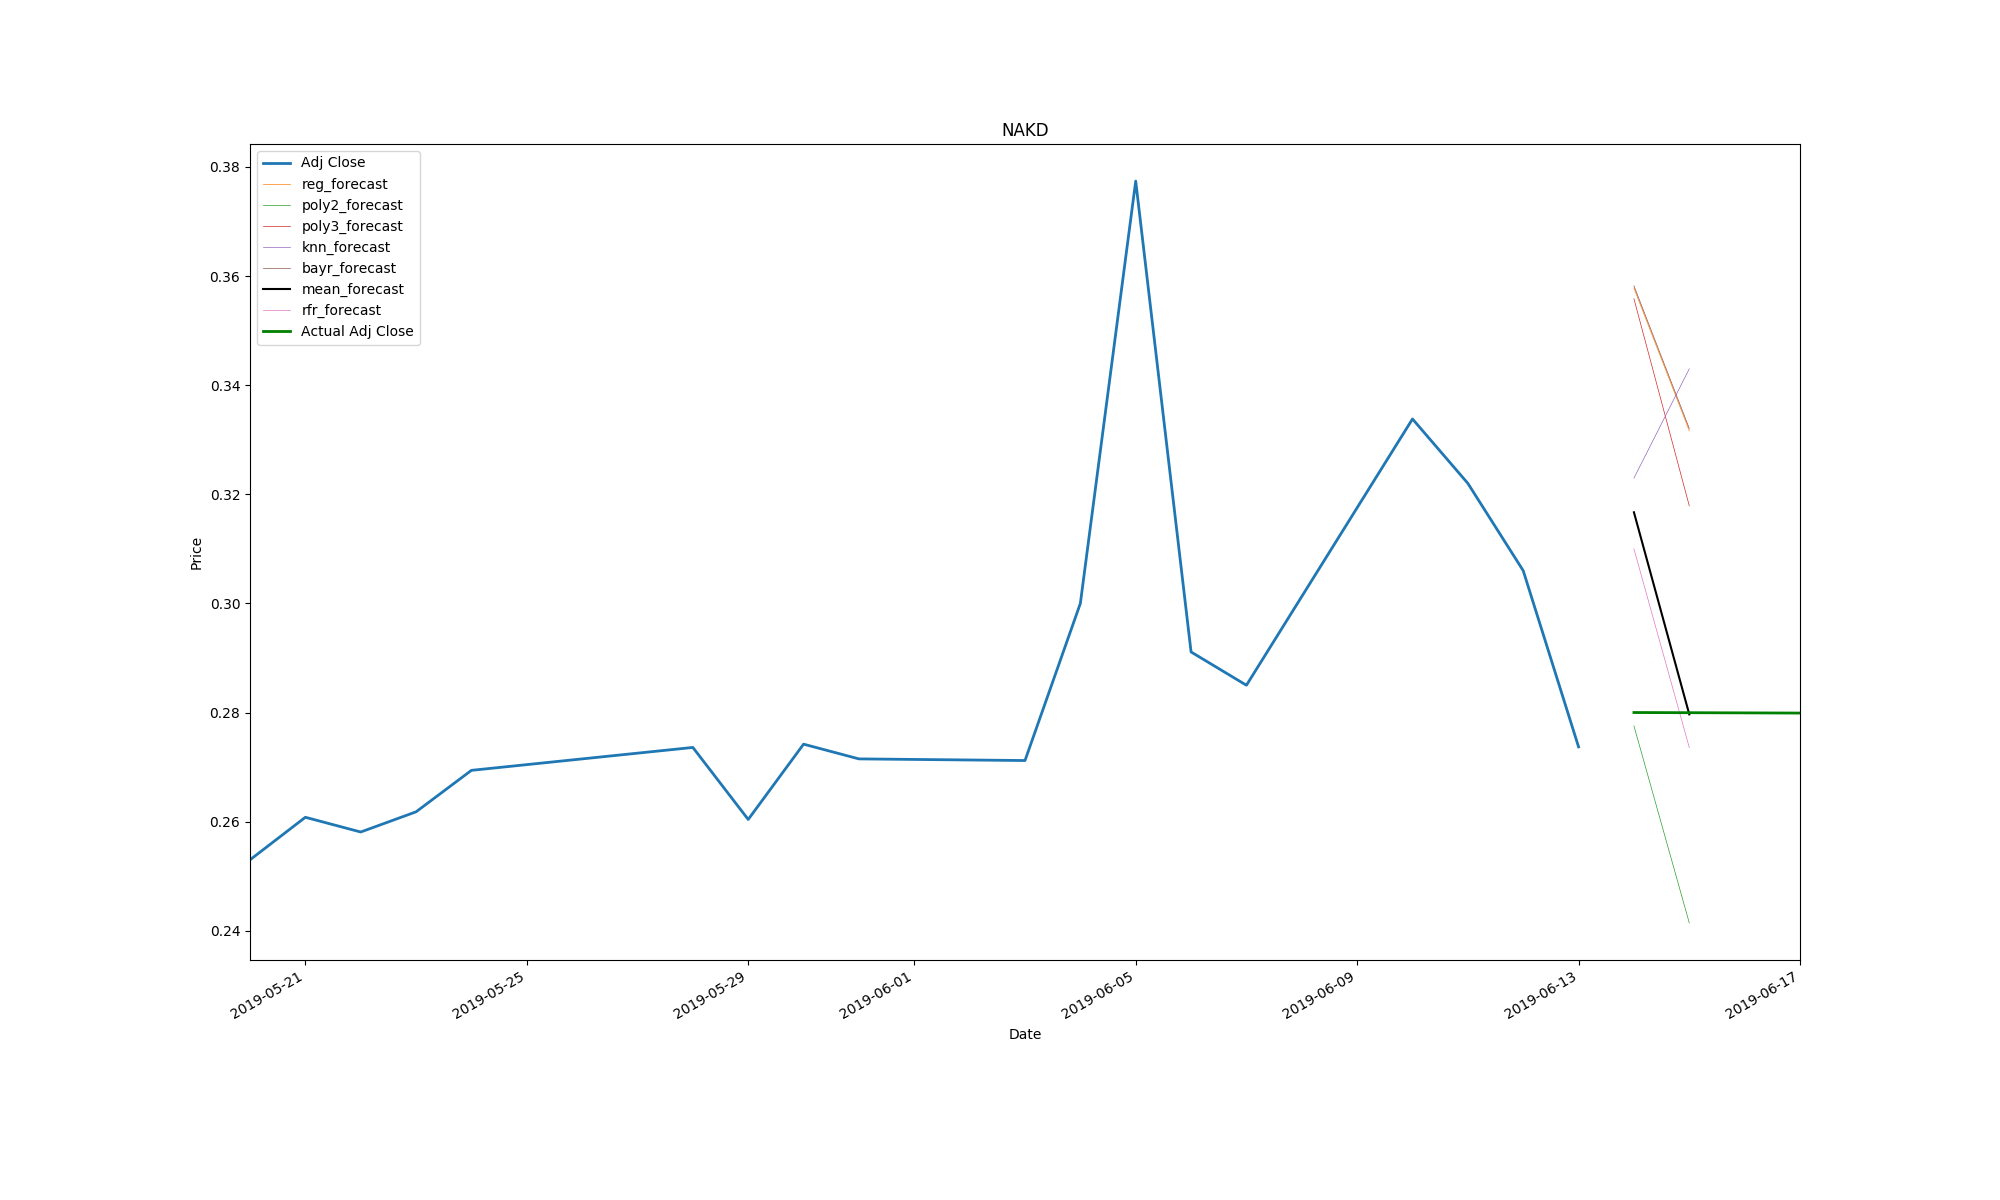 NAKD
Adj Close
reg_forecast
poly2_forecast
poly3_forecast
knn_forecast
bayr_forecast
mean_forecast
rfr_forecast
Actual Adj Close
0.38
0.36
0.34
0.32
0.30
0.28
0.26
0.24
Price
2019-05-21
2019-05-25
2019-05-29
2019-06-01
2019-06-05
2019-06-09
2019-06-13
2019-06-17
Date